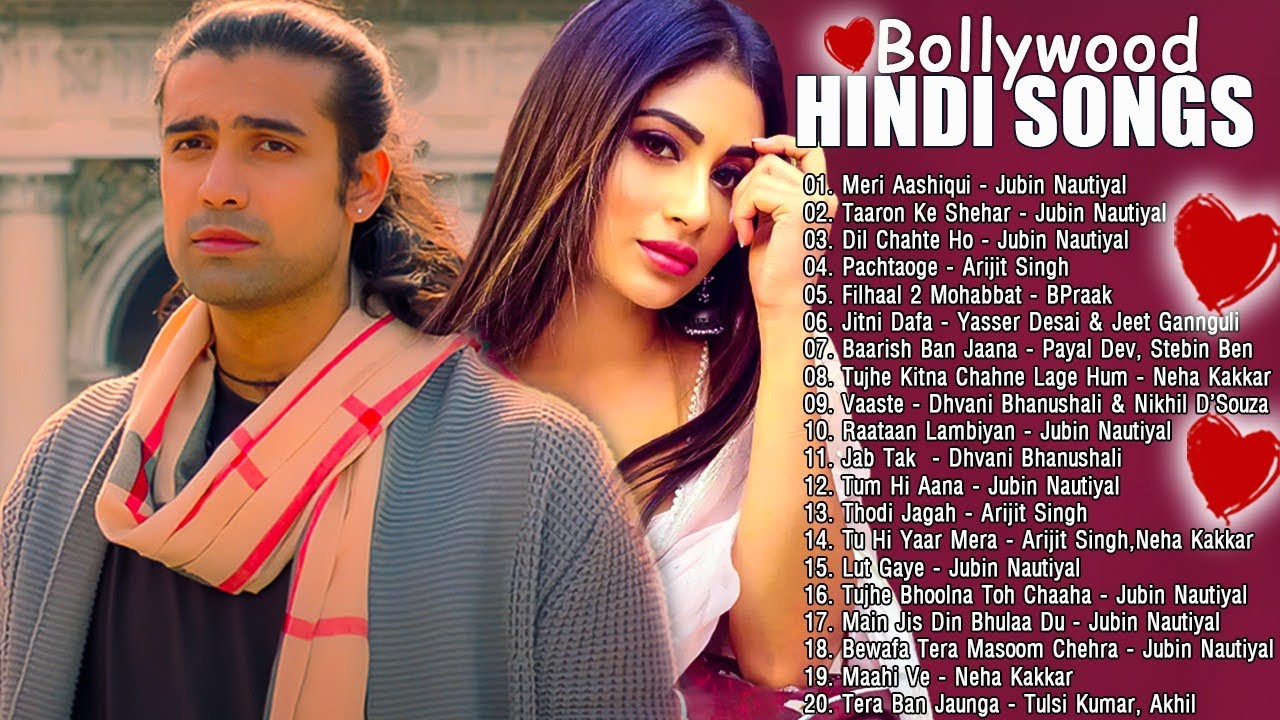 Bollywood
HINDI SONGS
01. Meri Aashiqui - Jubin Nautiyal
02. Taaron Ke Shehar - Jubin Nautiyal
03. Dil Chahte Ho - Jubin Nautiyal
04. Pachtaoge - Arijit Singh
05. Filhaal 2 Mohabbat - BPraak
06. Jitni Dafa - Yasser Desai & Jeet Gannguli
07. Baarish Ban Jaana - Payal Dev, Stebin Ben
08. Tujhe Kitna Chahne Lage Hum - Neha Kakkar
09. Vaaste - Dhvani Bhanushali & Nikhil D'Souza
10. Raataan Lambiyan - Jubin Nautiyal
11. Jab Tak - Dhvani Bhanushali
12. Tum Hi Aana - Jubin Nautiyal
13. Thodi Jagah - Arijit Singh
14. Tu Hi Yaar Mera - Arijit Singh,Neha Kakkar
15. Lut Gaye - Jubin Nautiyal
16. Tujhe Bhoolna Toh Chaaha - Jubin Nautiyal
17. Main Jis Din Bhulaa Du - Jubin Nautiyal
18. Bewafa Tera Masoom Chehra - Jubin Nautiyal
19. Maahi Ve - Neha Kakkar
20. Tera Ban Jaunga - Tulsi Kumar, Akhil